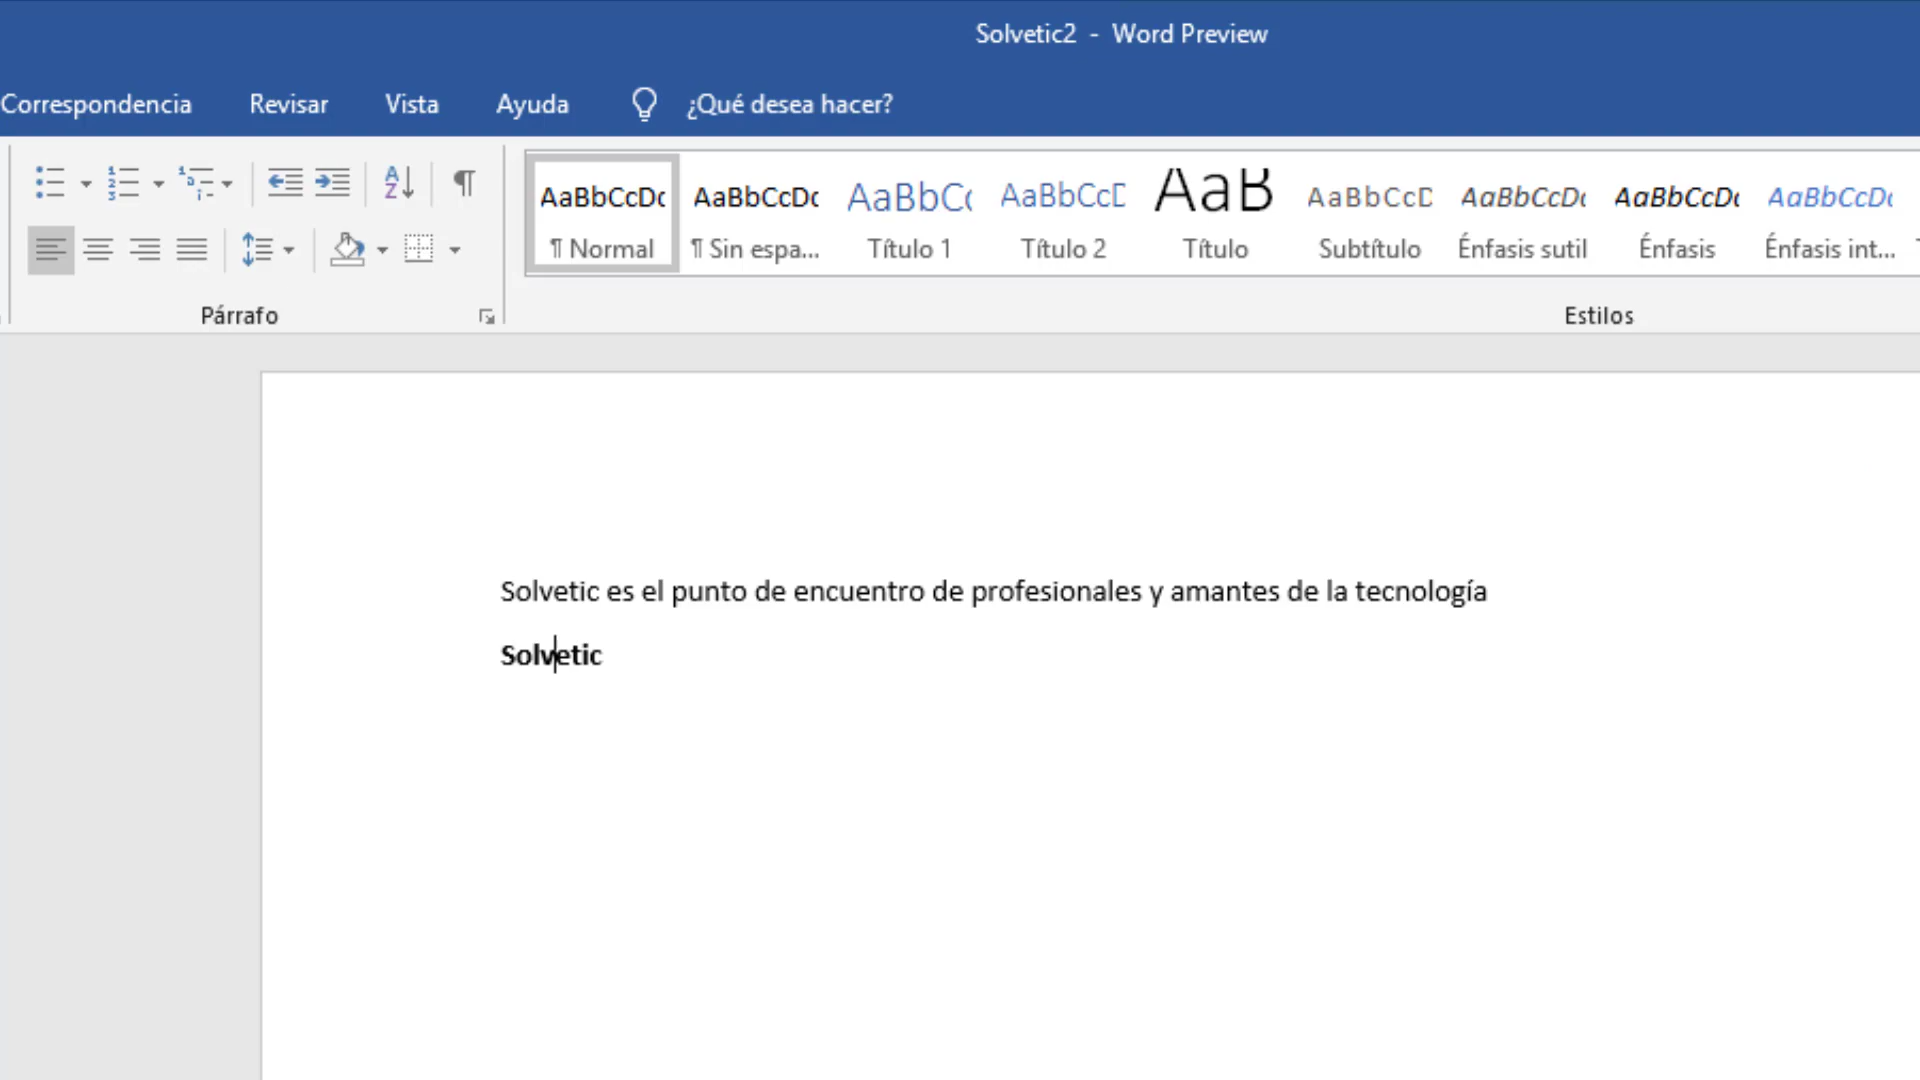 Solvetic2 - Word Preview
Correspondencia Revisar Vista Ayuda ¿Qué desea hacer?
AaBbCcDc AaBbCcDc AaBbC AaBbCcD AaB AaBbCcD AaBbCcDc AaBbCcDc AaBbCcDc
¶ Normal ¶ Sin espa... Título 1 Título 2 Título Subtítulo Énfasis sutil Énfasis Énfasis int...
Párrafo Estilos
Solvetic es el punto de encuentro de profesionales y amantes de la tecnología
Solvetic